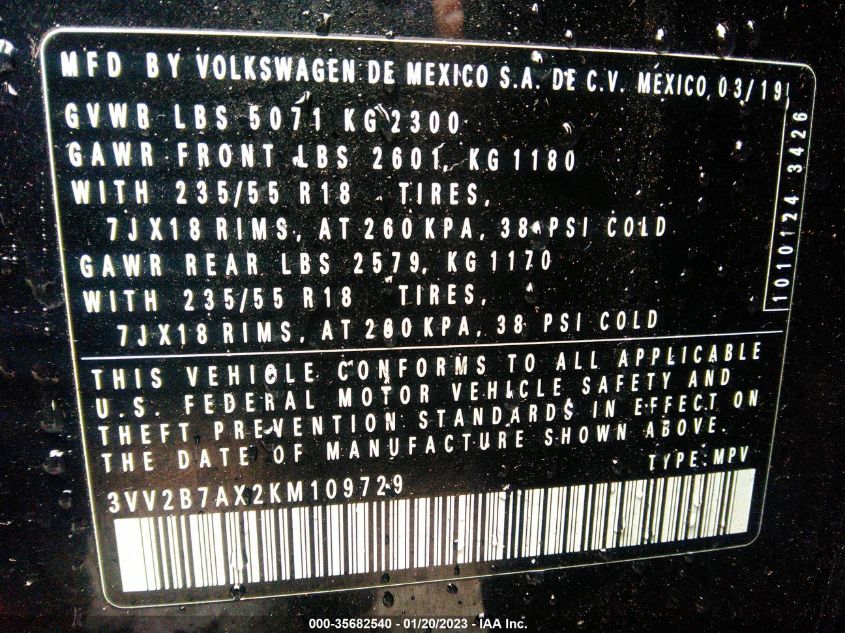 MFD BY VOLKSWAGEN DE MEXICO S.A. DE C.V. MEXICO, 03/19
GVWR LBS 5071 KG 2300
GAWR FRONT LBS 2601, KG 1180
WITH 235/55 R18 TIRES,
7JX18 RIMS, AT 260 KPA, 38 PSI COLD
GAWR REAR LBS 2579, KG 1170
WITH 235/55 R18 TIRES,
7JX18 RIMS, AT 260 KPA, 38 PSI COLD
1010124 3426
THIS VEHICLE CONFORMS TO ALL APPLICABLE
U.S. FEDERAL MOTOR VEHICLE SAFETY AND
THEFT PREVENTION STANDARDS IN EFFECT ON
THE DATE OF MANUFACTURE SHOWN ABOVE.
TYPE: MPV
3VV2B7AX2KM109729
000-35682540 - 01/20/2023 - IAA Inc.